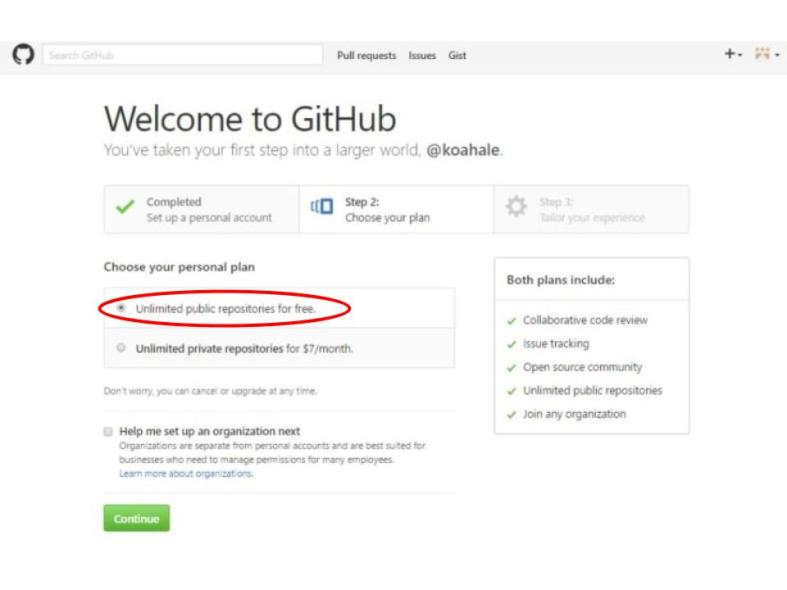 Search GitHub
Pull requests Issues Gist
Welcome to GitHub
You've taken your first step into a larger world, @koahale.
Completed
Set up a personal account
Step 2:
Choose your plan
Step 3:
Tailor your experience
Choose your personal plan
Unlimited public repositories for free.
Unlimited private repositories for $7/month.
Don't worry, you can cancel or upgrade at any time.
Help me set up an organization next
Organizations are separate from personal accounts and are best suited for
businesses who need to manage permissions for many employees.
Learn more about organizations.
Continue
Both plans include:
Collaborative code review
Issue tracking
Open source community
Unlimited public repositories
Join any organization